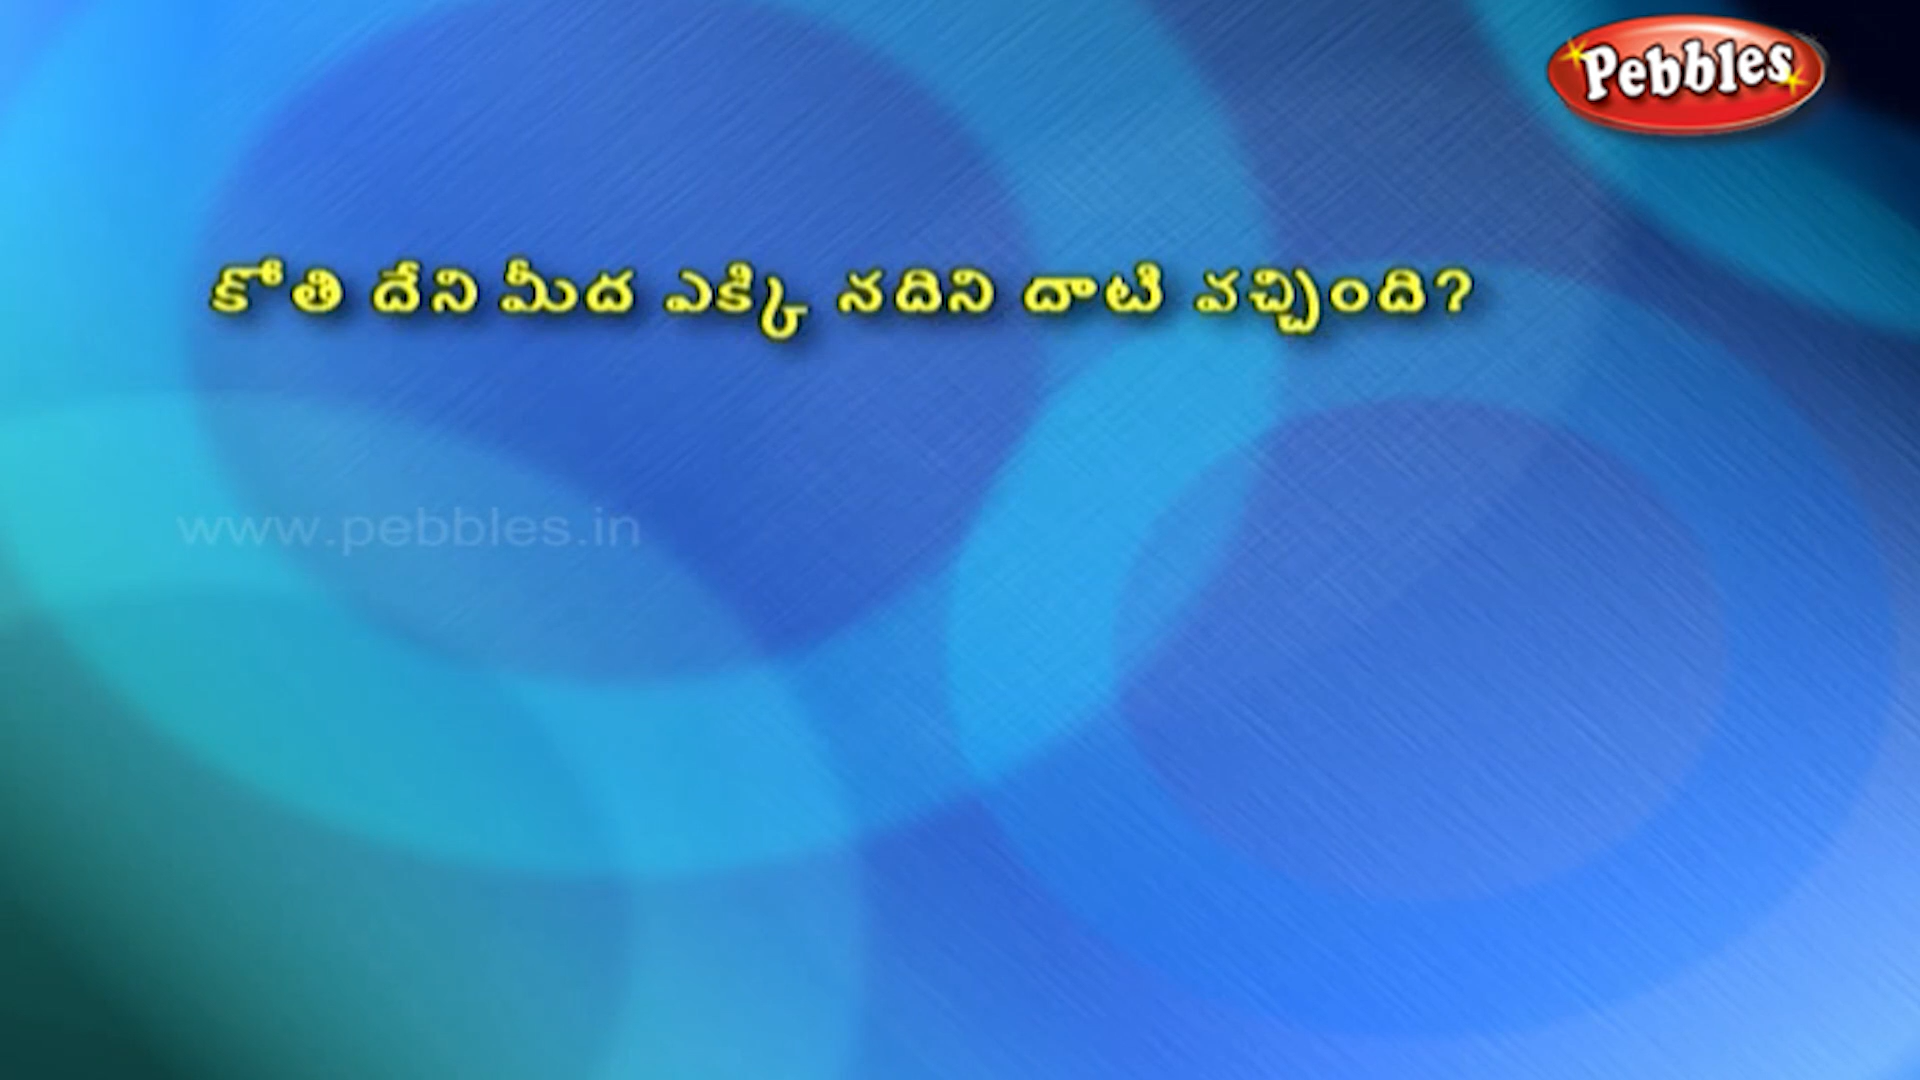 Pebbles
కోతి దేని మీద ఎక్కి నదిని దాటి వచ్చింది?
www.pebbles.in